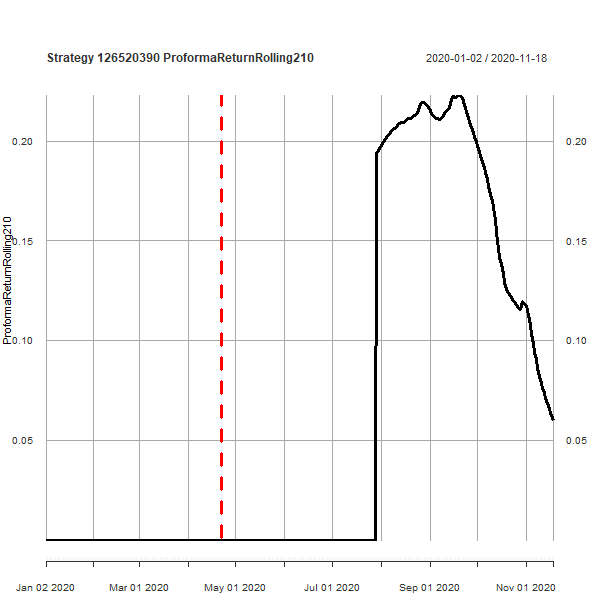 Strategy 126520390 ProformaReturnRolling210
2020-01-02 / 2020-11-18
ProformaReturnRolling210
0.20
0.20
0.15
0.15
0.10
0.10
0.05
0.05
Jan 02 2020
Mar 01 2020
May 01 2020
Jul 01 2020
Sep 01 2020
Nov 01 2020